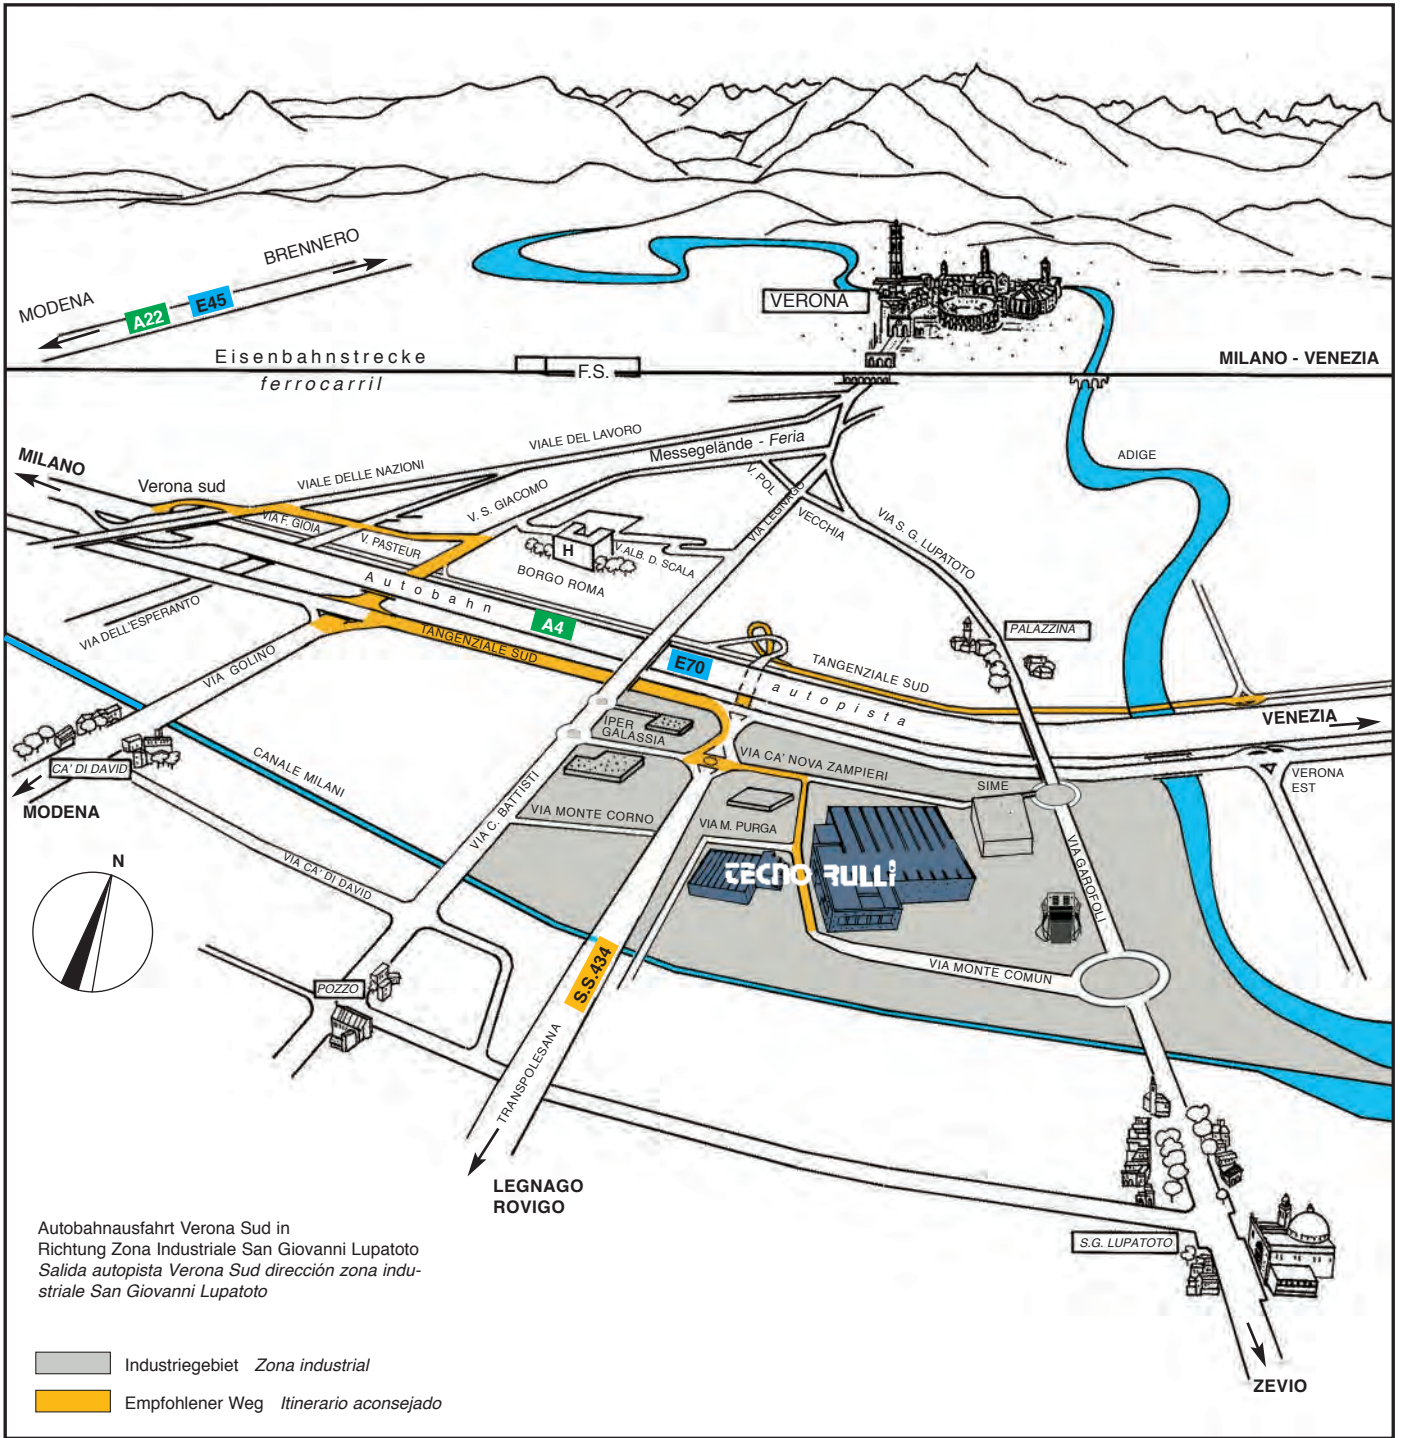 BRENNERO
MODENA
A22
E45
VERONA
Eisenbahnstrecke
ferrocarril
F.S.
MILANO - VENEZIA
MILANO
Verona sud
VIALE DELLE NAZIONI
VIALE DEL LAVORO
Messegelände - Feria
ADIGE
V. S. GIACOMO
V. POL
VECCHIA
VIA LEGNAGO
VIA S. G. LUPATOTO
VIA F. GIOIA
V. PASTEUR
H
V.ALB. D. SCALA
BORGO ROMA
Autobahn
A4
VIA DELL'ESPERANTO
VIA GOLINO
TANGENZIALE SUD
E70
autopista
TANGENZIALE SUD
PALAZZINA
VENEZIA
VERONA
EST
IPER
GALASSIA
VIA CA' NOVA ZAMPIERI
SIME
CA' DI DAVID
MODENA
CANALE MILANI
VIA C. BATTISTI
VIA MONTE CORNO
VIA M. PURGA
TECNO RULLI
VIA GAROFOLI
N
VIA CA' DI DAVID
VIA MONTE COMUN
POZZO
S.S.434
TRANSPOLESANA
LEGNAGO
ROVIGO
S.G. LUPATOTO
ZEVIO
Autobahnausfahrt Verona Sud in
Richtung Zona Industriale San Giovanni Lupatoto
Salida autopista Verona Sud dirección zona indu-
striale San Giovanni Lupatoto
Industriegebiet Zona industrial
Empfohlener Weg Itinerario aconsejado